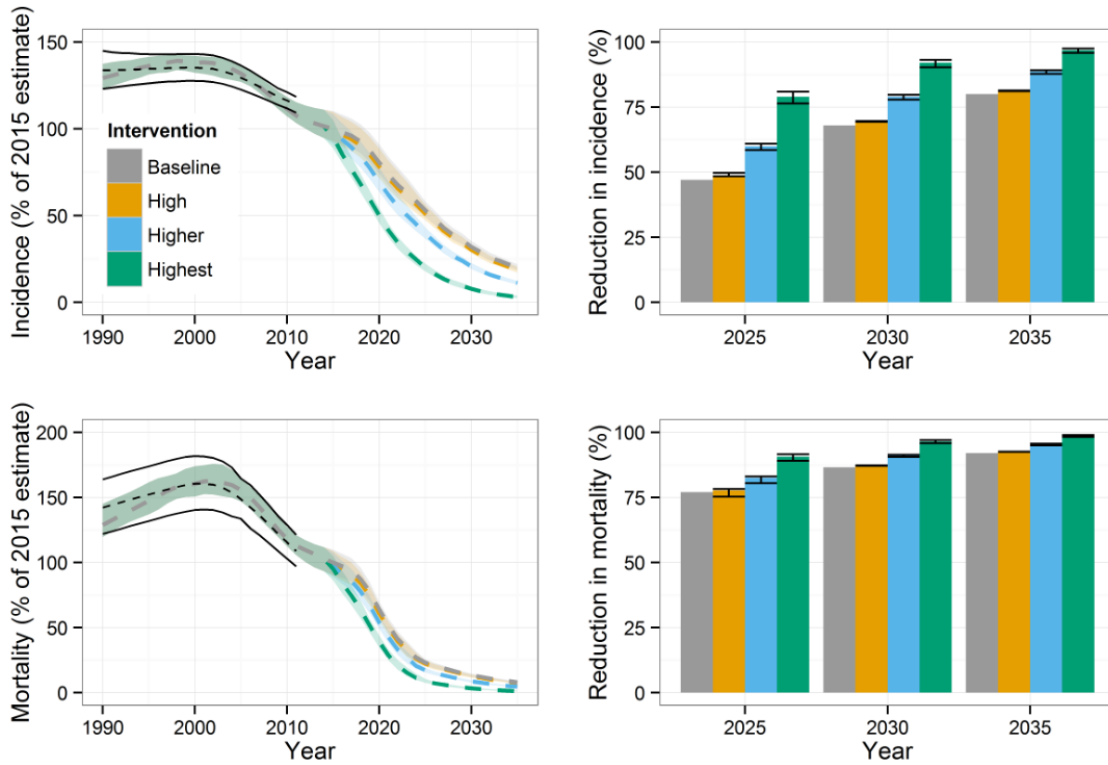 Incidence (% of 2015 estimate)
150
100
50
0
Intervention
Baseline
High
Higher
Highest
1990
2000
2010
2020
2030
Year
Reduction in incidence (%)
100
75
50
25
0
2025
2030
2035
Year
Mortality (% of 2015 estimate)
200
150
100
50
0
1990
2000
2010
2020
2030
Year
Reduction in mortality (%)
100
75
50
25
0
2025
2030
2035
Year